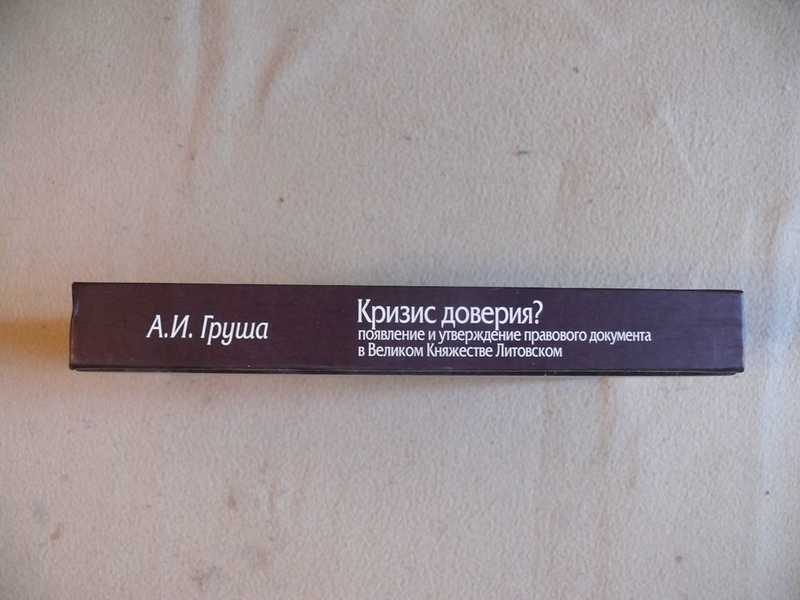 А.И. Груша
Кризис доверия?
появление и утверждение правового документа
в Великом Княжестве Литовском